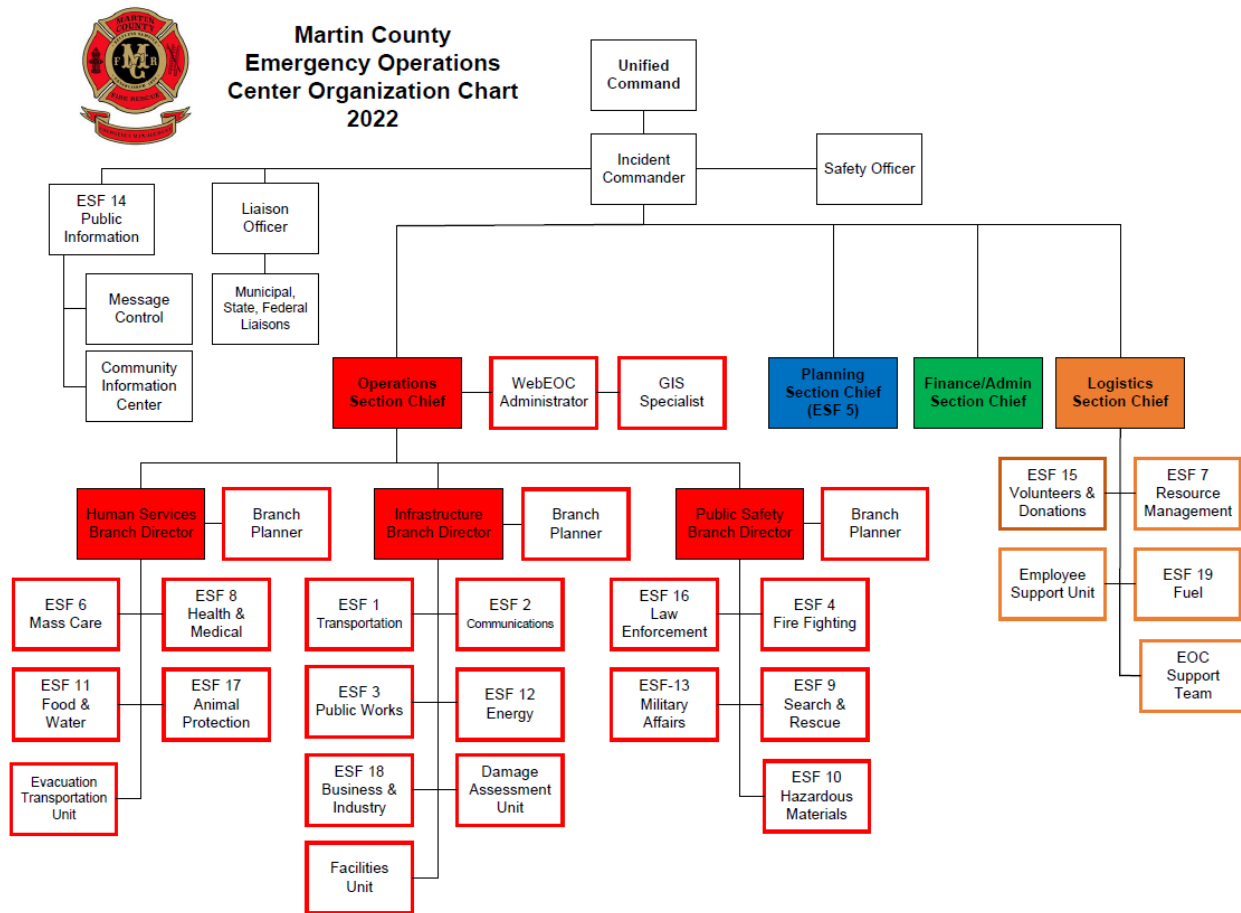 MARTIN COUNTY
FIRE RESCUE
Martin County
Emergency Operations
Center Organization Chart
2022
Unified
Command
Incident
Commander
Safety Officer
ESF 14
Public
Information
Liaison
Officer
Message
Control
Municipal,
State, Federal
Liaisons
Community
Information
Center
Operations
Section Chief
WebEOC
Administrator
GIS
Specialist
Planning
Section Chief
(ESF 5)
Finance/Admin
Section Chief
Logistics
Section Chief
Human Services
Branch Director
Branch
Planner
Infrastructure
Branch Director
Branch
Planner
Public Safety
Branch Director
Branch
Planner
ESF 15
Volunteers &
Donations
ESF 7
Resource
Management
Employee
Support Unit
ESF 19
Fuel
EOC
Support
Team
ESF 6
Mass Care
ESF 8
Health &
Medical
ESF 11
Food &
Water
ESF 17
Animal
Protection
Evacuation
Transportation
Unit
ESF 1
Transportation
ESF 2
Communications
ESF 3
Public Works
ESF 12
Energy
ESF 18
Business &
Industry
Damage
Assessment
Unit
Facilities
Unit
ESF 16
Law
Enforcement
ESF 4
Fire Fighting
ESF-13
Military
Affairs
ESF 9
Search &
Rescue
ESF 10
Hazardous
Materials